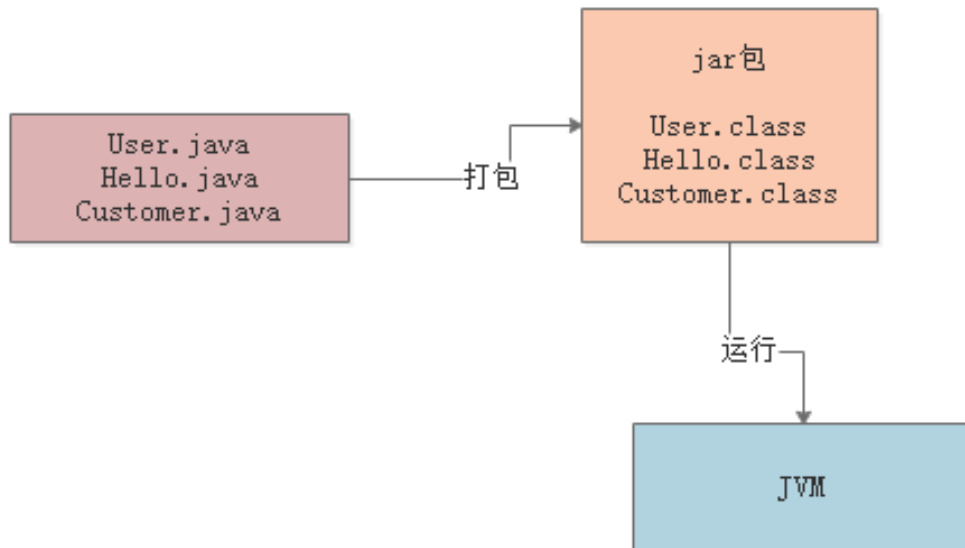 User.java
Hello.java
Customer.java
打包
jar包
User.class
Hello.class
Customer.class
运行
JVM